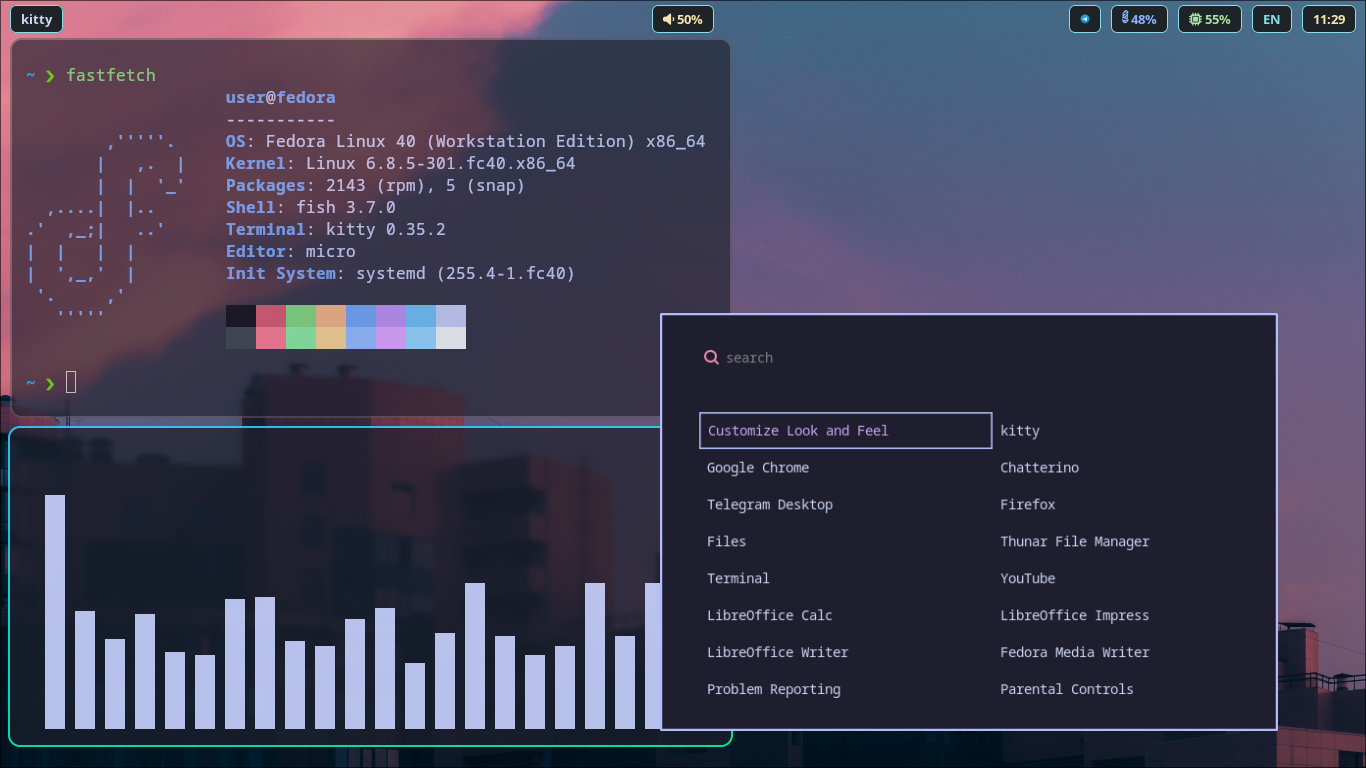 kitty
50%
48%
55%
EN
11:29
~ ❯ fastfetch
user@fedora
-----------
OS: Fedora Linux 40 (Workstation Edition) x86_64
Kernel: Linux 6.8.5-301.fc40.x86_64
Packages: 2143 (rpm), 5 (snap)
Shell: fish 3.7.0
Terminal: kitty 0.35.2
Editor: micro
Init System: systemd (255.4-1.fc40)
~ ❯
search
Customize Look and Feel
kitty
Google Chrome
Chatterino
Telegram Desktop
Firefox
Files
Thunar File Manager
Terminal
YouTube
LibreOffice Calc
LibreOffice Impress
LibreOffice Writer
Fedora Media Writer
Problem Reporting
Parental Controls